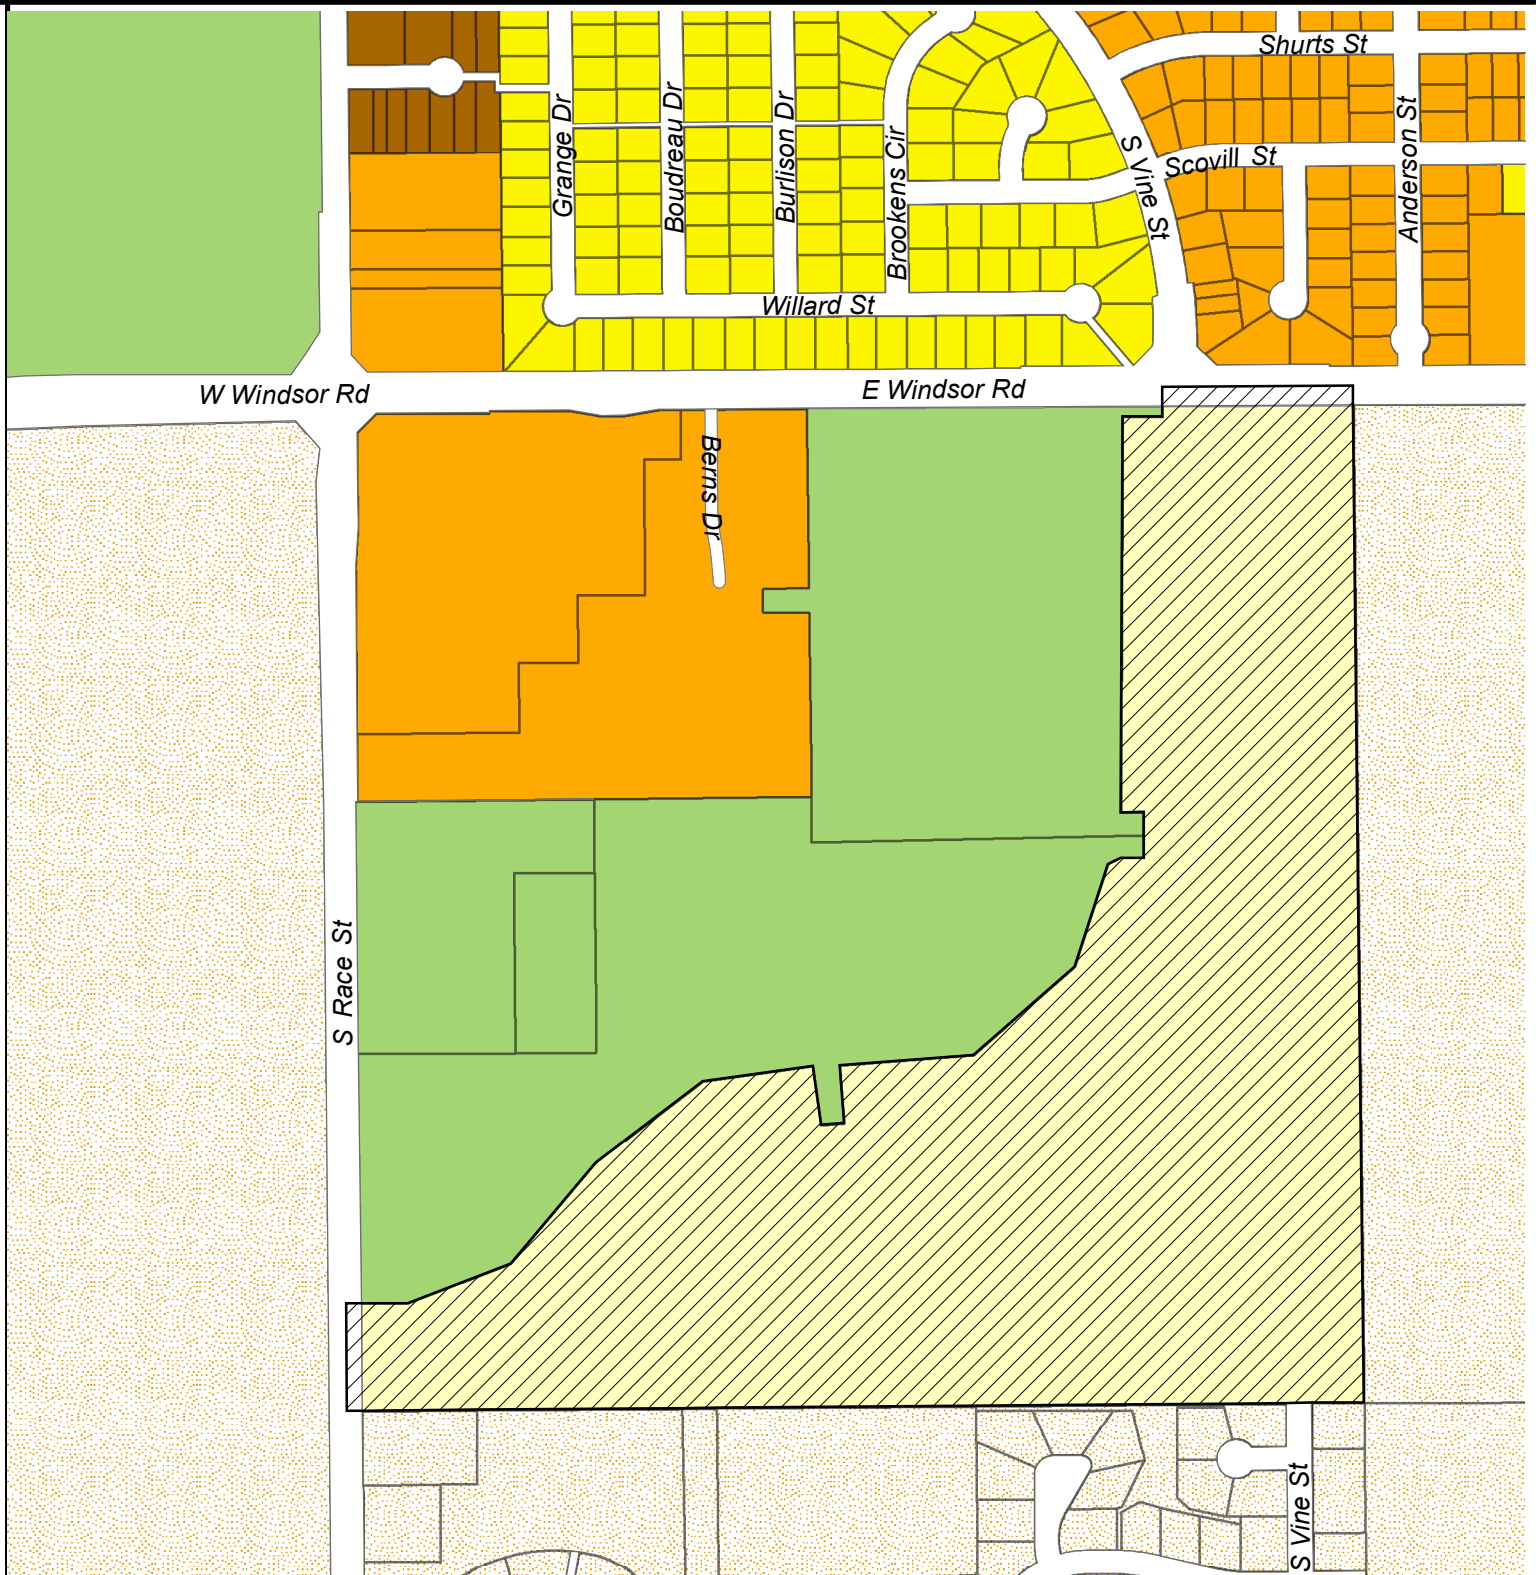 Shurts St
Grange Dr
Boudreau Dr
Burlison Dr
Brookens Cir
S Vine St
Scovill St
Anderson St
Willard St
W Windsor Rd
E Windsor Rd
Berns Dr
S Race St
S Vine St